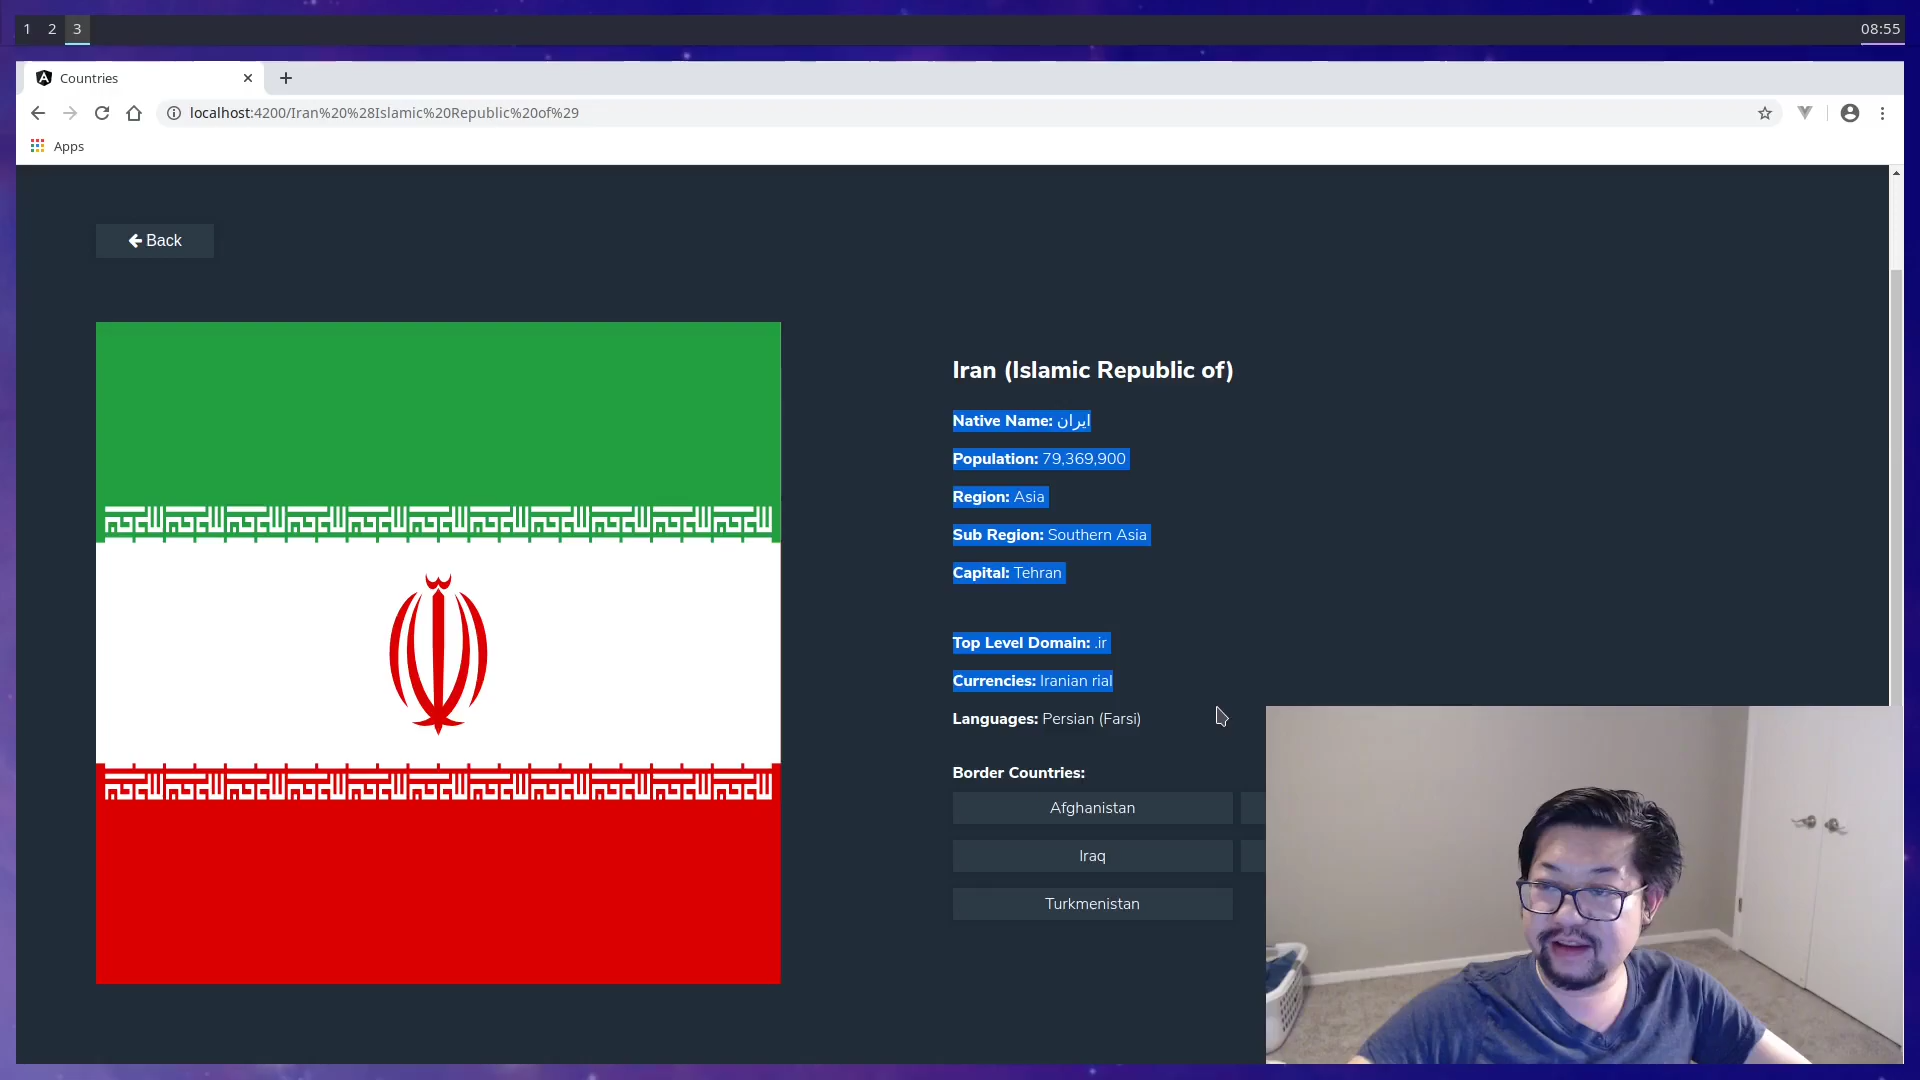 1 2 3
08:55
Countries
localhost:4200/Iran%20%28Islamic%20Republic%20of%29
Apps
Back
Iran (Islamic Republic of)
Native Name: ایران
Population: 79,369,900
Region: Asia
Sub Region: Southern Asia
Capital: Tehran
Top Level Domain: .ir
Currencies: Iranian rial
Languages: Persian (Farsi)
Border Countries:
Afghanistan
Iraq
Turkmenistan